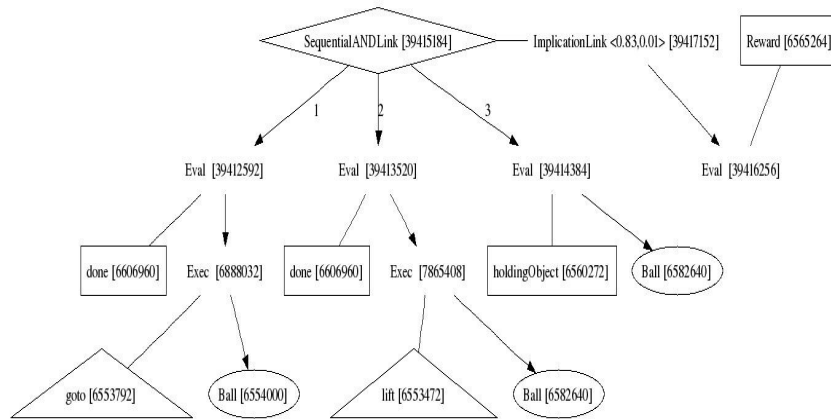 SequentialANDLink [39415184]
ImplicationLink <0.83,0.01> [39417152]
Reward [6565264]
1
2
3
Eval [39412592]
Eval [39413520]
Eval [39414384]
Eval [39416256]
done [6606960]
Exec [6888032]
done [6606960]
Exec [7865408]
holdingObject [6560272]
Ball [6582640]
goto [6553792]
Ball [6554000]
lift [6553472]
Ball [6582640]